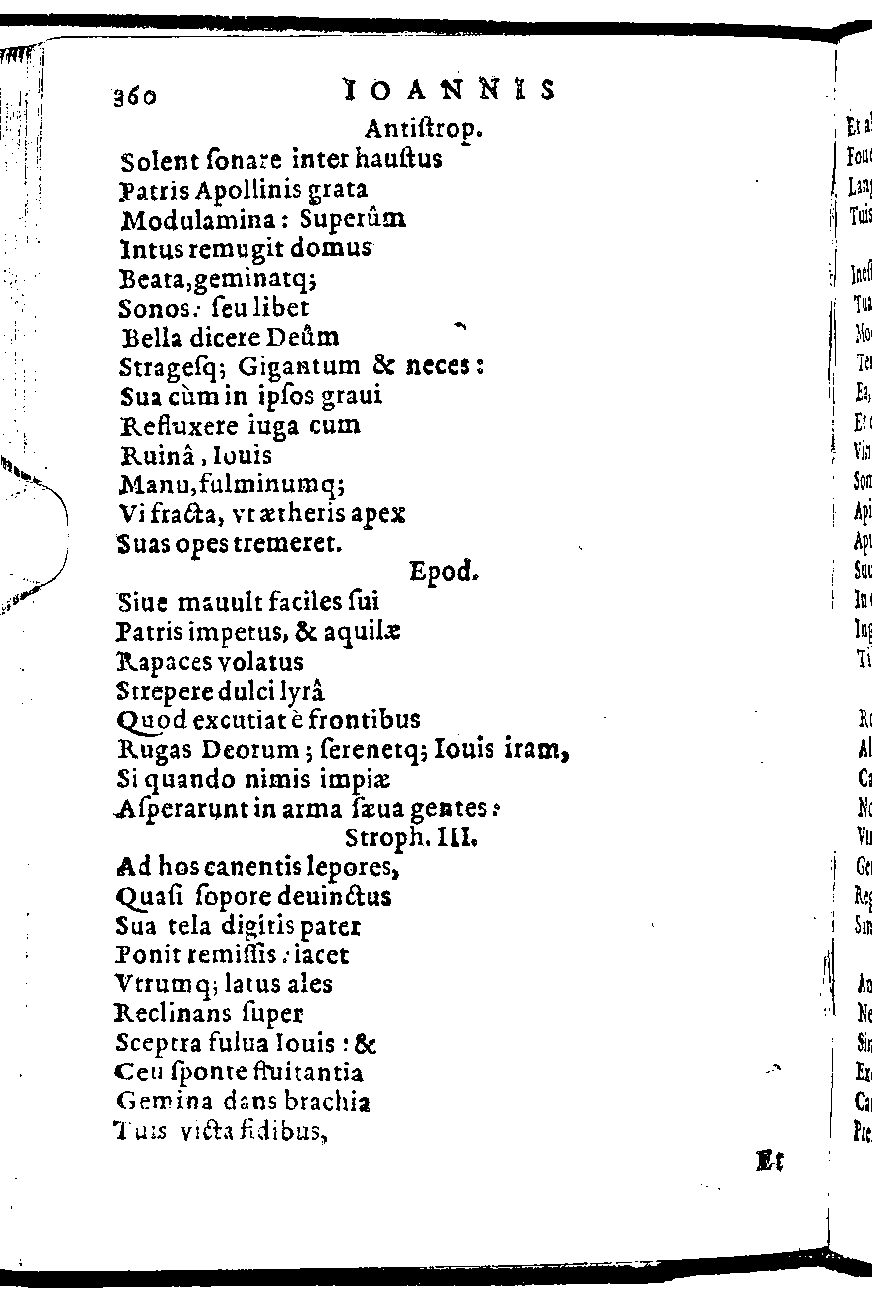 360 IOANNIS
Antiſtrop.
Solent ſonare inter hauſtus
Patris Apollinis grata
Modulamina: Superûm
Intus remugit domus
Beata, geminatq;
Sonos: ſeu libet
Bella dicere Deûm
Strageſq; Gigantum & neces:
Sua cùm in ipſos graui
Refluxere iuga cum
Ruinâ, Iouis
Manu, fulminumq;
Vi fracta, vt ætheris apex
Suas opes tremeret.
Epod.
Siue mauult faciles ſui
Patris impetus, & aquilæ
Rapaces volatus
Strepere dulci lyrâ
Quod excutiat è frontibus
Rugas Deorum; ſerenetq; Iouis iram,
Si quando nimis impiæ
Aſperarunt in arma ſæua gentes:
Stroph. III.
Ad hos canentis lepores,
Quaſi ſopore deuinctus
Sua tela digitis pater
Ponit remiſſis: iacet
Vtrumq; latus ales
Reclinans ſuper
Sceptra fulua Iouis: &
Ceu ſponte fluitantia
Gemina dans brachia
Tuis victa fidibus,
Et
Et
Tuis
Tua
Ea,
In